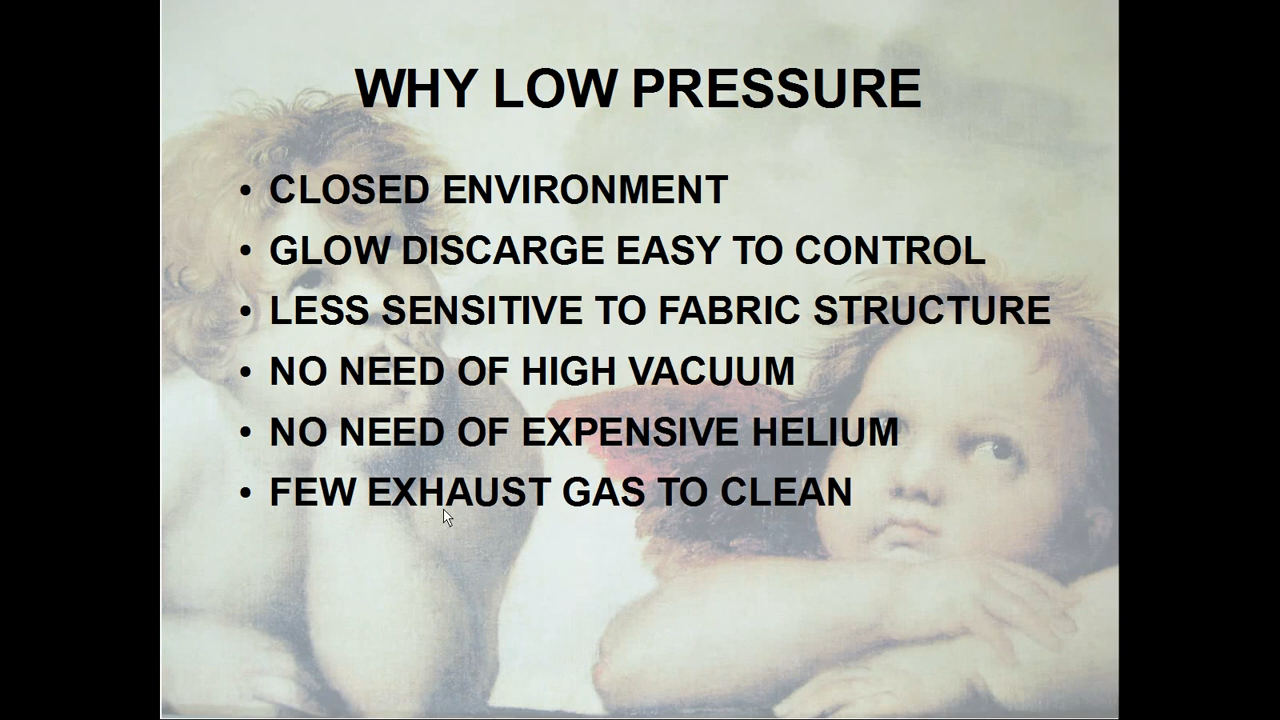 WHY LOW PRESSURE
• CLOSED ENVIRONMENT
• GLOW DISCARGE EASY TO CONTROL
• LESS SENSITIVE TO FABRIC STRUCTURE
• NO NEED OF HIGH VACUUM
• NO NEED OF EXPENSIVE HELIUM
• FEW EXHAUST GAS TO CLEAN